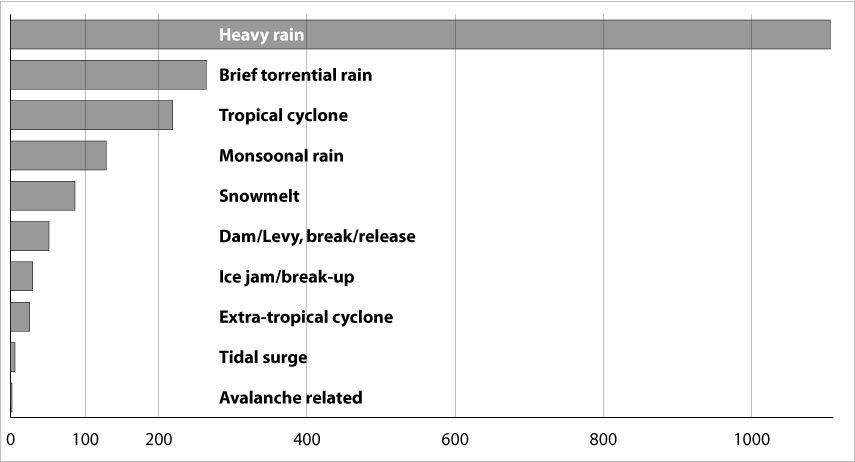 Heavy rain
Brief torrential rain
Tropical cyclone
Monsoonal rain
Snowmelt
Dam/Levy, break/release
Ice jam/break-up
Extra-tropical cyclone
Tidal surge
Avalanche related
0 100 200 400 600 800 1000